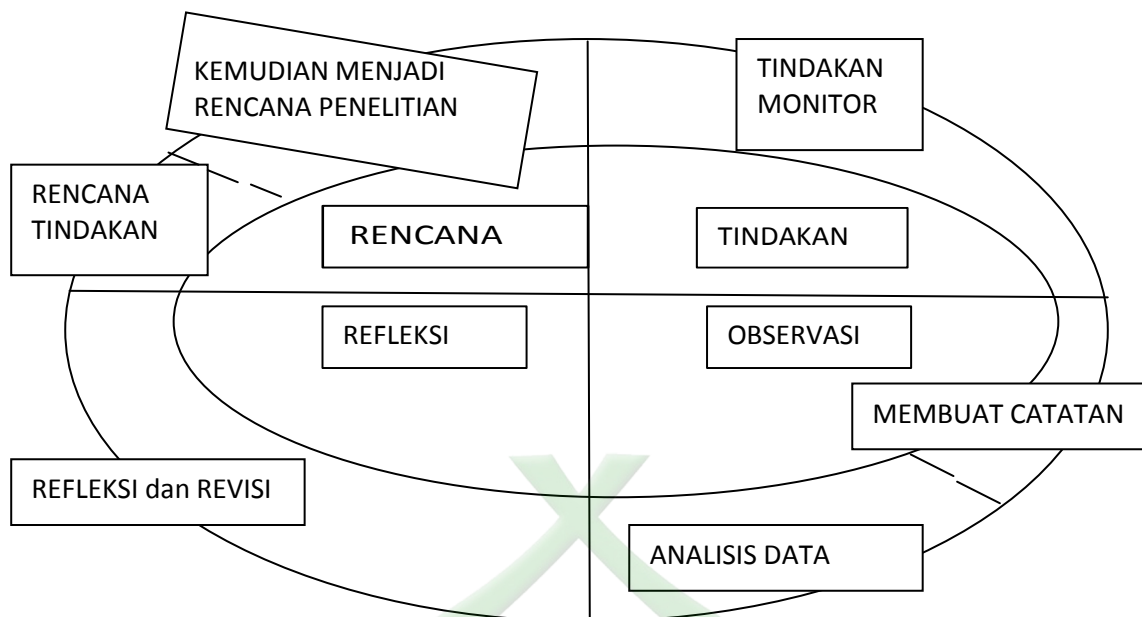 KEMUDIAN MENJADI
RENCANA PENELITIAN
TINDAKAN
MONITOR
RENCANA
TINDAKAN
RENCANA
TINDAKAN
REFLEKSI
OBSERVASI
MEMBUAT CATATAN
REFLEKSI dan REVISI
ANALISIS DATA